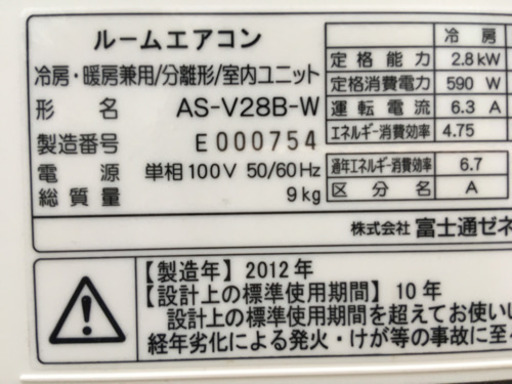 ルームエアコン
冷房・暖房兼用/分離形/室内ユニット
形 名 AS-V28B-W
製造番号 E000754
電 源 単相100V 50/60Hz
総質量 9kg
冷房
定格能力 2.8kW
定格消費電力 590 W
運転電流 6.3 A
エネルギー消費効率 4.75
通年エネルギー消費効率 6.7
区分名 A
株式会社 富士通ゼネ
【製造年】2012年
【設計上の標準使用期間】10年
設計上の標準使用期間を超えてお使い
経年劣化による発火・けが等の事故に至